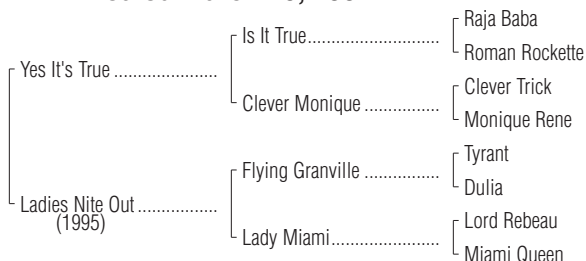 Raja Baba
Is It True
Roman Rockette
Yes It's True
Clever Trick
Clever Monique
Monique Rene
Tyrant
Flying Granville
Dulia
Ladies Nite Out
(1995)
Lord Rebeau
Lady Miami
Miami Queen